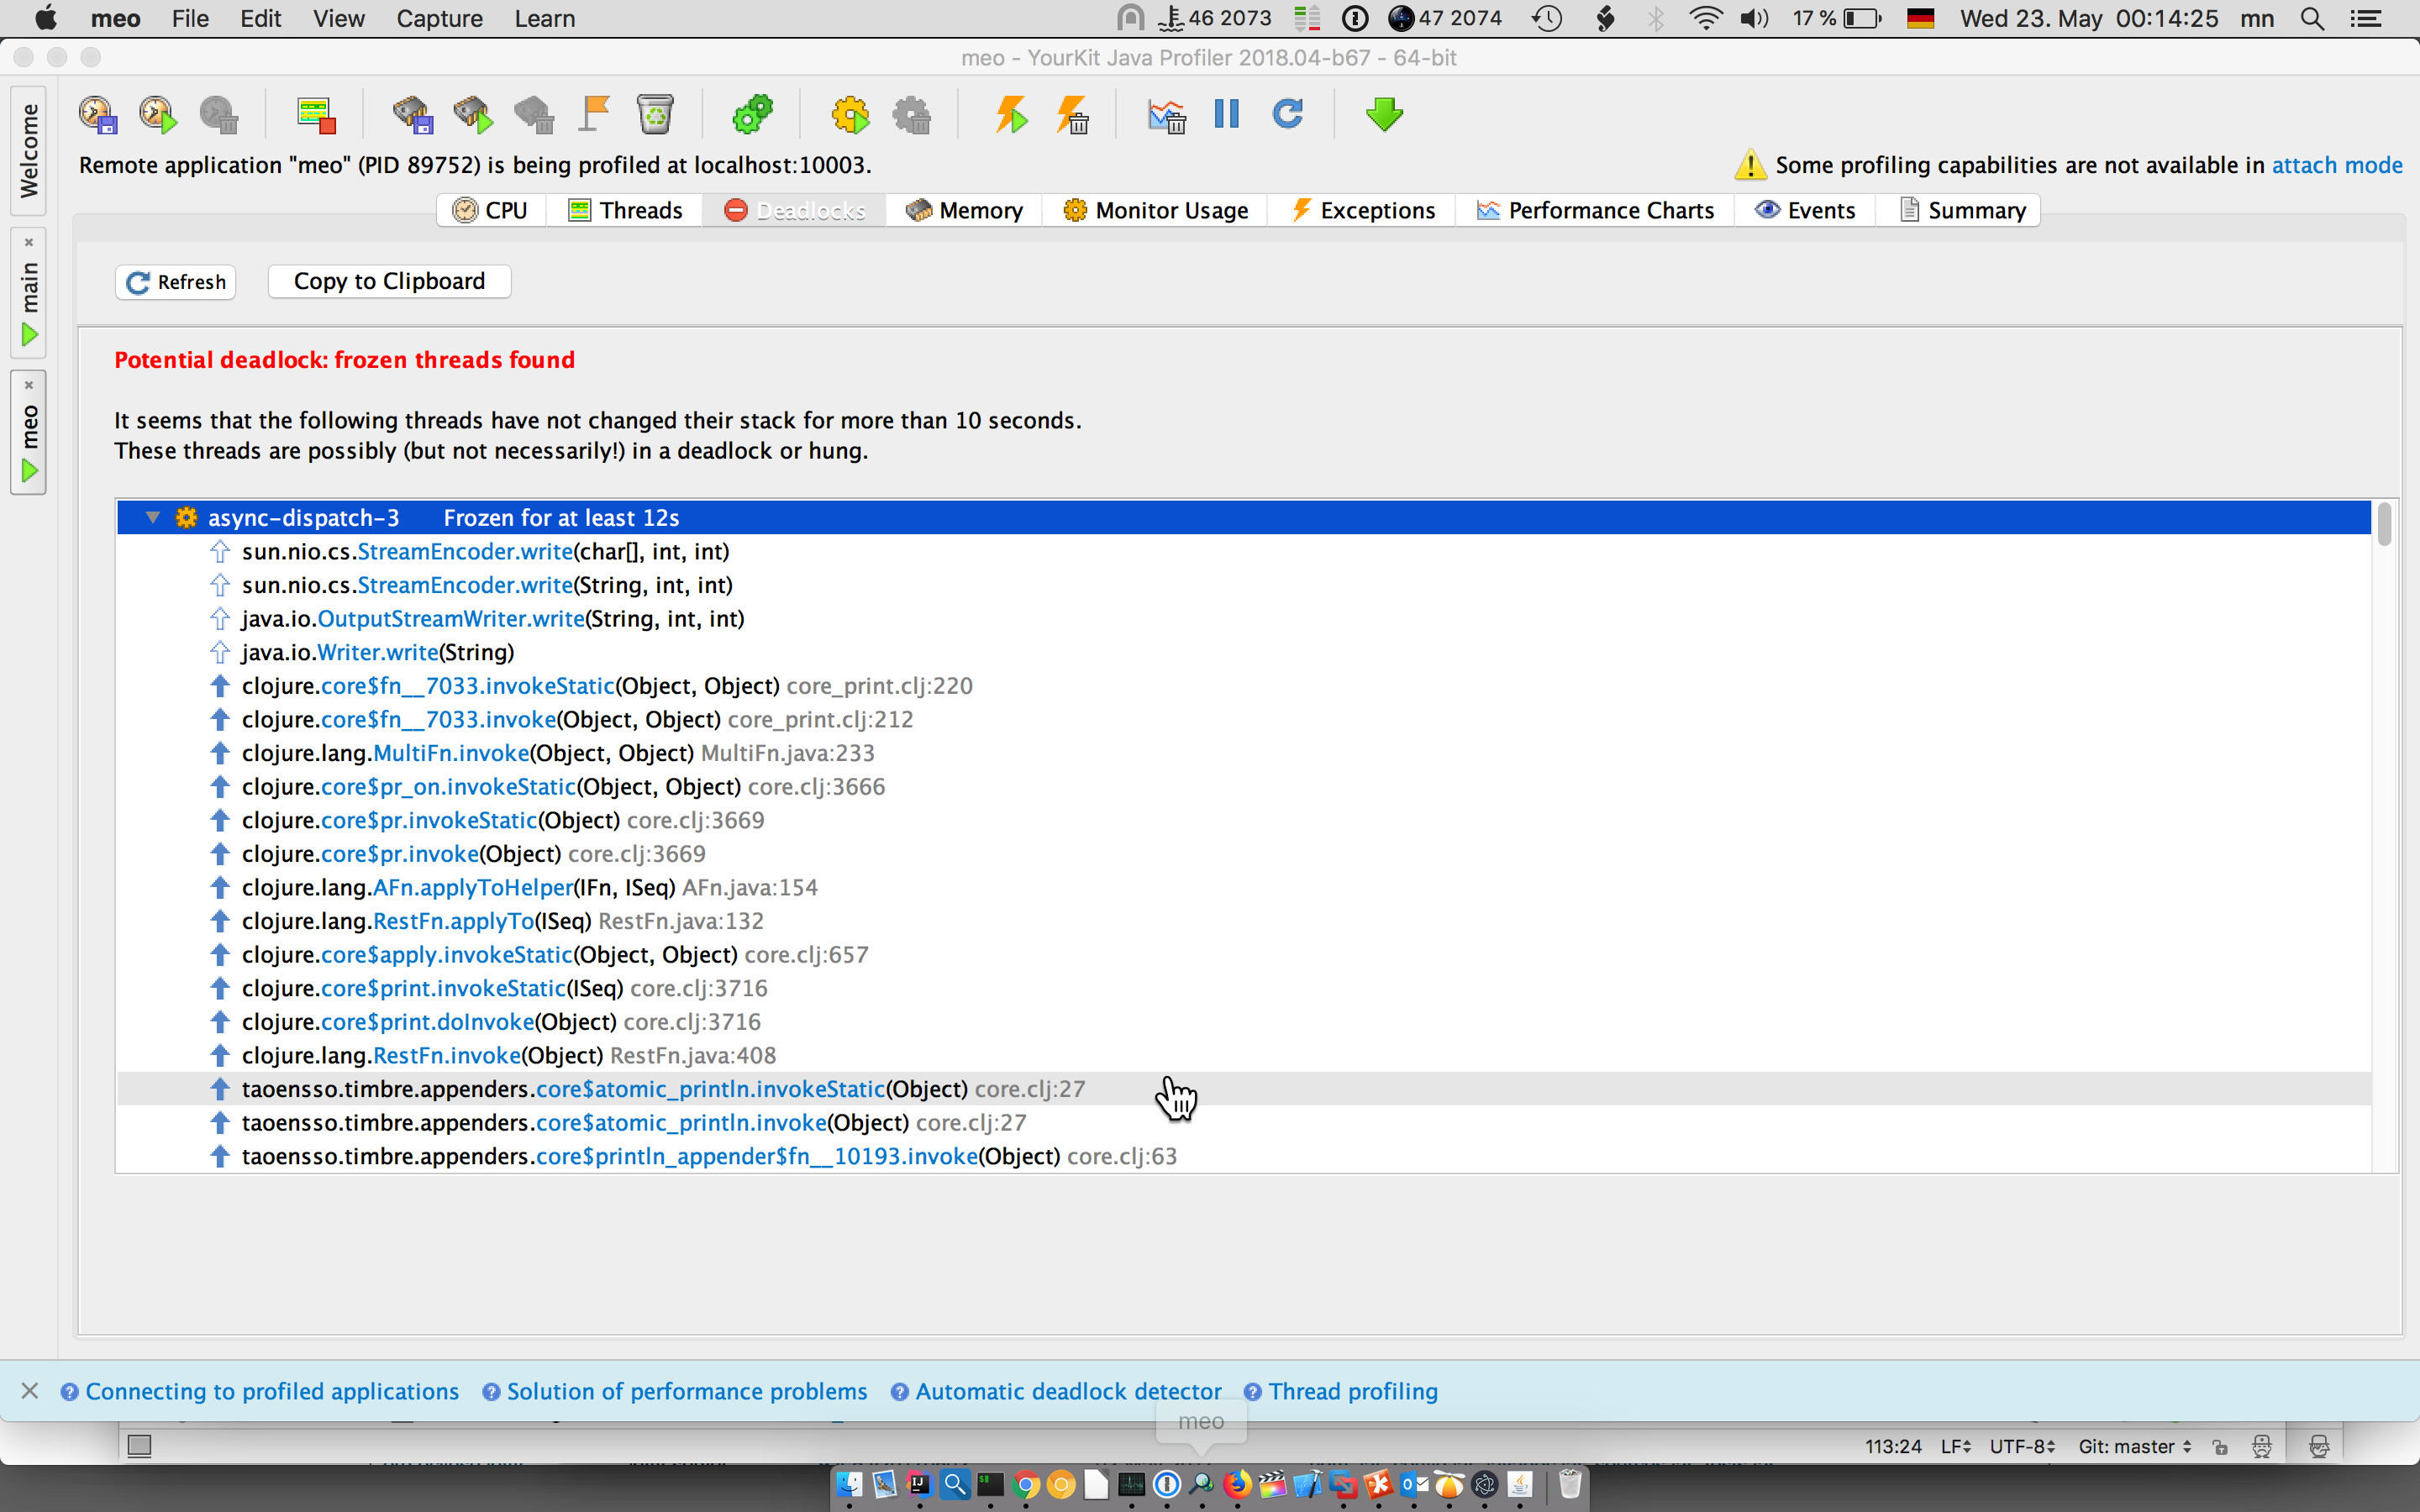 meo File Edit View Capture Learn 46 2073 47 2074 17 % Wed 23. May 00:14:25 mn
meo - YourKit Java Profiler 2018.04-b67 - 64-bit
Welcome
main
meo
Remote application "meo" (PID 89752) is being profiled at localhost:10003.
Some profiling capabilities are not available in attach mode
CPU Threads Deadlocks Memory Monitor Usage Exceptions Performance Charts Events Summary
Refresh Copy to Clipboard
Potential deadlock: frozen threads found
It seems that the following threads have not changed their stack for more than 10 seconds.
These threads are possibly (but not necessarily!) in a deadlock or hung.
async-dispatch-3 Frozen for at least 12s
sun.nio.cs.StreamEncoder.write(char[], int, int)
sun.nio.cs.StreamEncoder.write(String, int, int)
java.io.OutputStreamWriter.write(String, int, int)
java.io.Writer.write(String)
clojure.core$fn__7033.invokeStatic(Object, Object) core_print.clj:220
clojure.core$fn__7033.invoke(Object, Object) core_print.clj:212
clojure.lang.MultiFn.invoke(Object, Object) MultiFn.java:233
clojure.core$pr_on.invokeStatic(Object, Object) core.clj:3666
clojure.core$pr.invokeStatic(Object) core.clj:3669
clojure.core$pr.invoke(Object) core.clj:3669
clojure.lang.AFn.applyToHelper(IFn, ISeq) AFn.java:154
clojure.lang.RestFn.applyTo(ISeq) RestFn.java:132
clojure.core$apply.invokeStatic(Object, Object) core.clj:657
clojure.core$print.invokeStatic(ISeq) core.clj:3716
clojure.core$print.doInvoke(Object) core.clj:3716
clojure.lang.RestFn.invoke(Object) RestFn.java:408
taoensso.timbre.appenders.core$atomic_println.invokeStatic(Object) core.clj:27
taoensso.timbre.appenders.core$atomic_println.invoke(Object) core.clj:27
taoensso.timbre.appenders.core$println_appender$fn__10193.invoke(Object) core.clj:63
Connecting to profiled applications Solution of performance problems Automatic deadlock detector Thread profiling
meo
113:24 LF UTF-8 Git: master